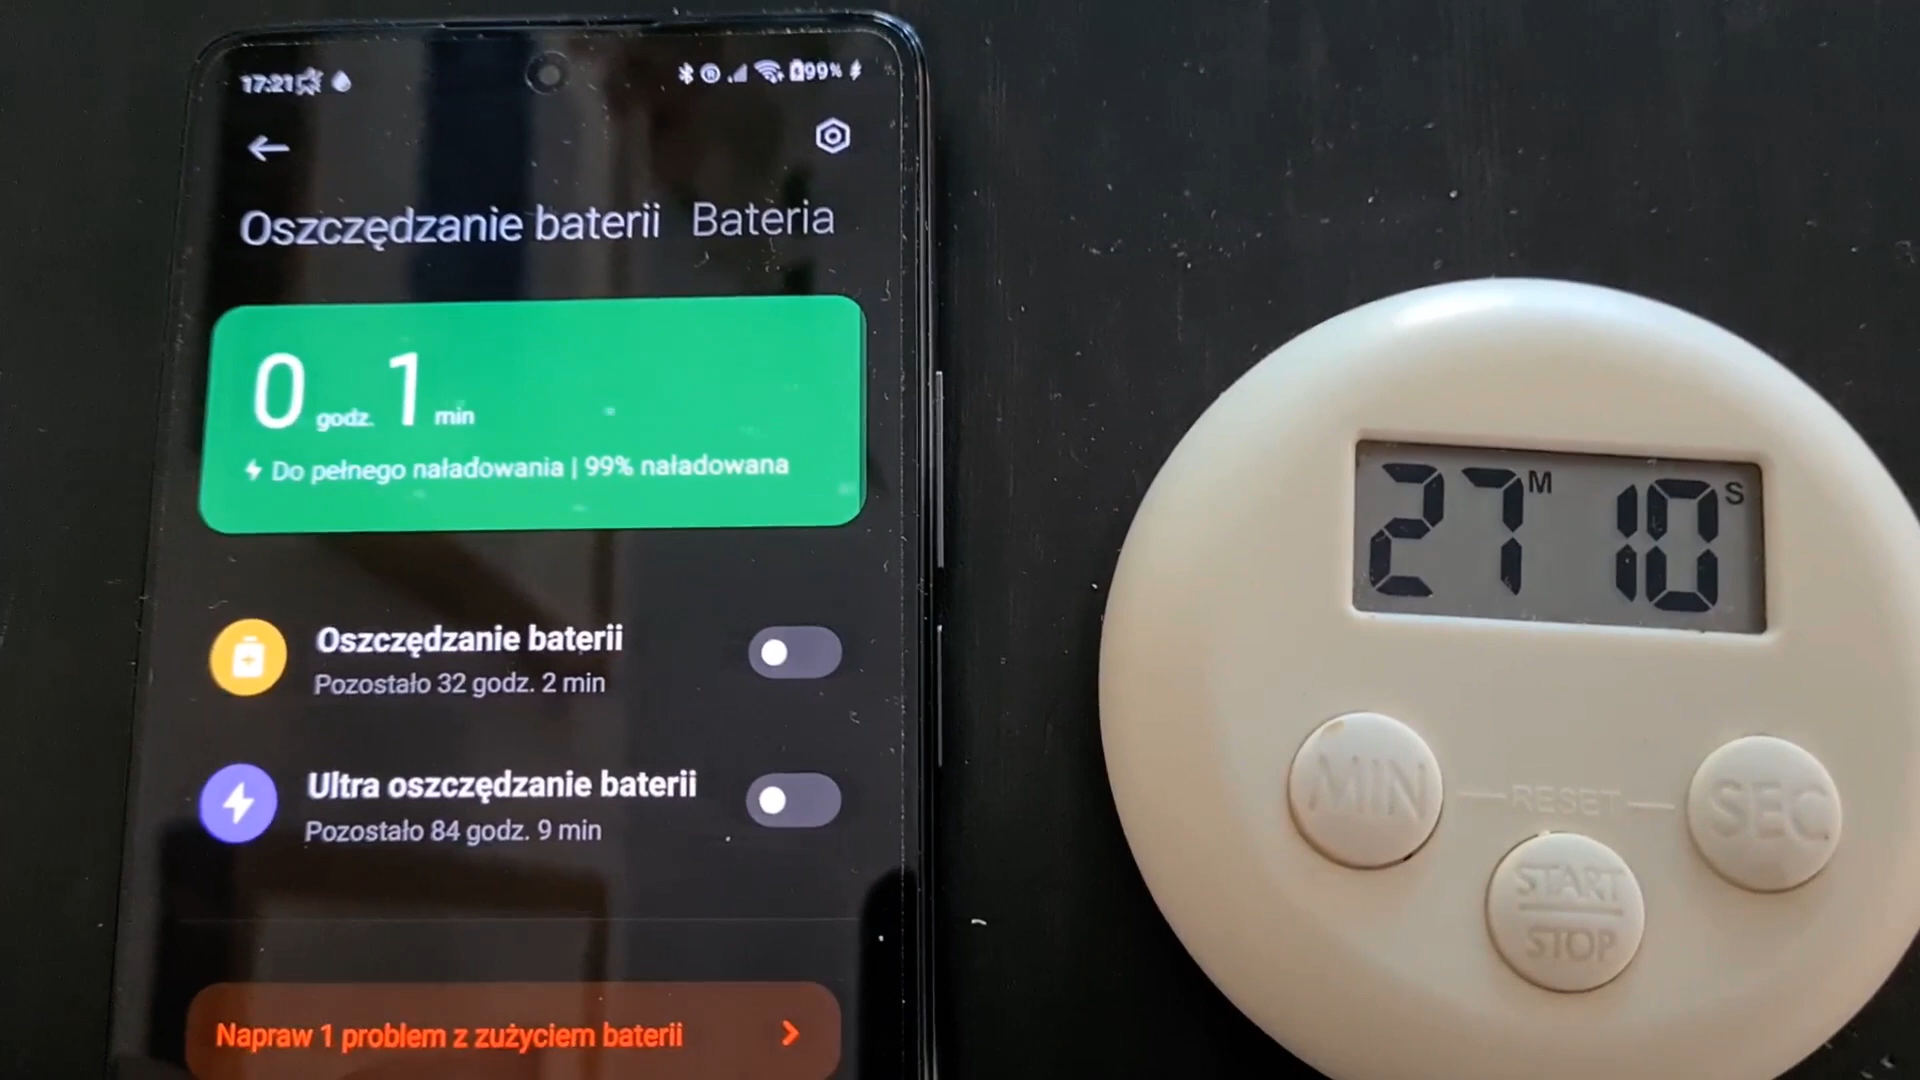 17:21 99%
Oszczędzanie baterii Bateria
0 godz. 1 min
Do pełnego naładowania | 99% naładowana
Oszczędzanie baterii
Pozostało 32 godz. 2 min
Ultra oszczędzanie baterii
Pozostało 84 godz. 9 min
Napraw 1 problem z zużyciem baterii
27 M 10 S
MIN RESET SEC
START
STOP